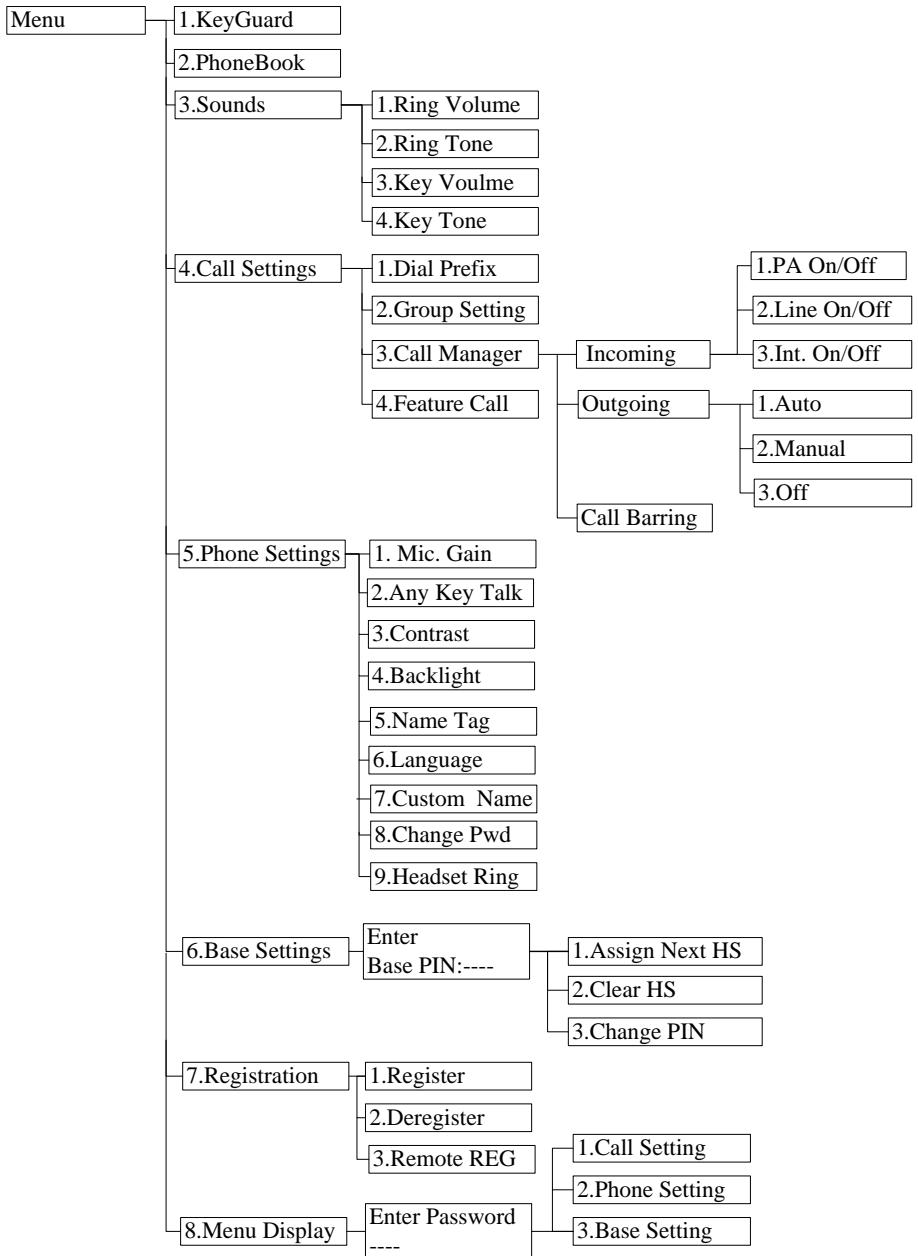 Menu
1.KeyGuard
2.PhoneBook
3.Sounds
1.Ring Volume
2.Ring Tone
3.Key Voulme
4.Key Tone
4.Call Settings
1.Dial Prefix
2.Group Setting
3.Call Manager
Incoming
1.PA On/Off
2.Line On/Off
3.Int. On/Off
Outgoing
1.Auto
2.Manual
3.Off
Call Barring
4.Feature Call
5.Phone Settings
1. Mic. Gain
2.Any Key Talk
3.Contrast
4.Backlight
5.Name Tag
6.Language
7.Custom Name
8.Change Pwd
9.Headset Ring
6.Base Settings
Enter
Base PIN:----
1.Assign Next HS
2.Clear HS
3.Change PIN
7.Registration
1.Register
2.Deregister
3.Remote REG
8.Menu Display
Enter Password
----
1.Call Setting
2.Phone Setting
3.Base Setting